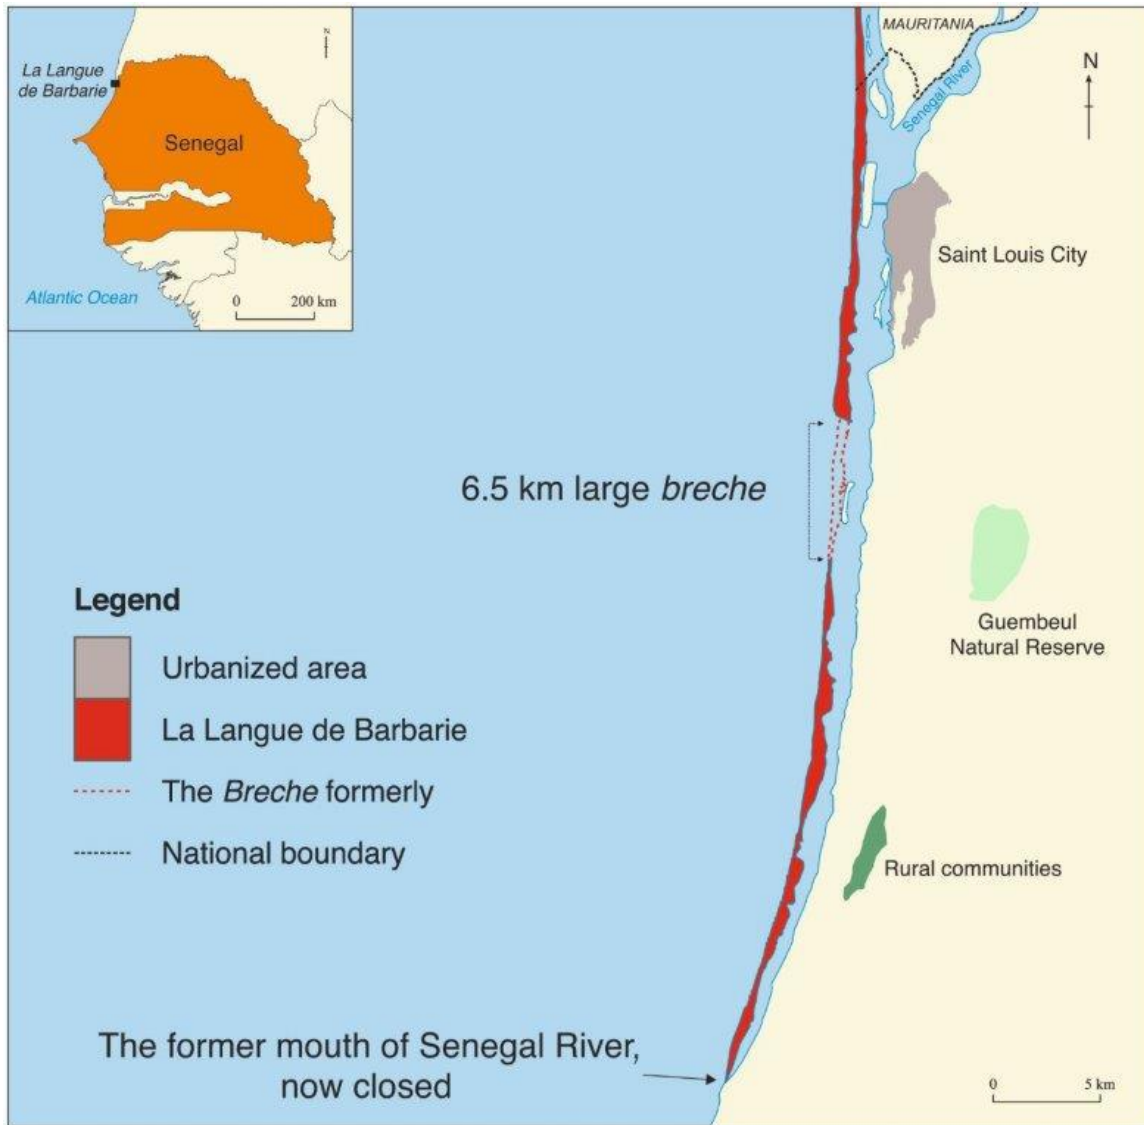 N
La Langue
de Barbarie
Senegal
Atlantic Ocean
0 200 km
MAURITANIA
N
Senegal River
Saint Louis City
6.5 km large breche
Guembeul
Natural Reserve
Legend
Urbanized area
La Langue de Barbarie
The Breche formerly
National boundary
Rural communities
The former mouth of Senegal River,
now closed
0 5 km